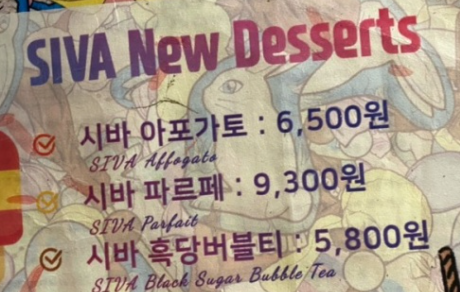 SIVA New Desserts
시바 아포가토 : 6,500원
SIVA Affogato
시바 파르페 : 9,300원
SIVA Parfait
시바 흑당버블티 : 5,800원
SIVA Black Sugar Bubble Tea